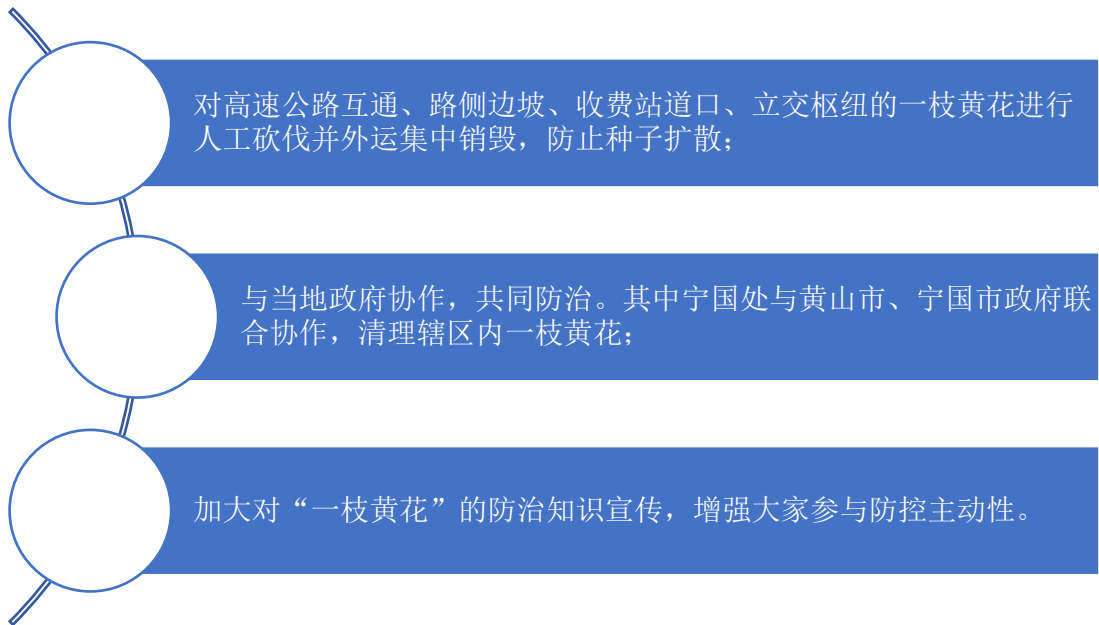 对高速公路互通、路侧边坡、收费站道口、立交枢纽的一枝黄花进行
人工砍伐并外运集中销毁，防止种子扩散；
与当地政府协作，共同防治。其中宁国处与黄山市、宁国市政府联
合协作，清理辖区内一枝黄花；
加大对“一枝黄花”的防治知识宣传，增强大家参与防控主动性。